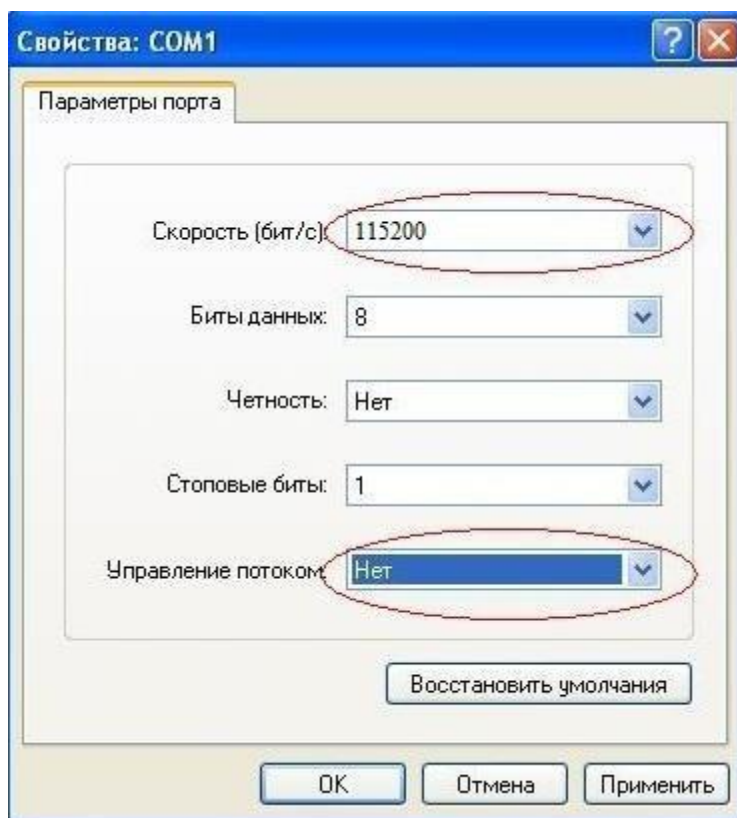 Свойства: COM1
Параметры порта
Скорость (бит/с): 115200
Биты данных: 8
Четность: Нет
Стоповые биты: 1
Управление потоком: Нет
Восстановить умолчания
OK Отмена Применить